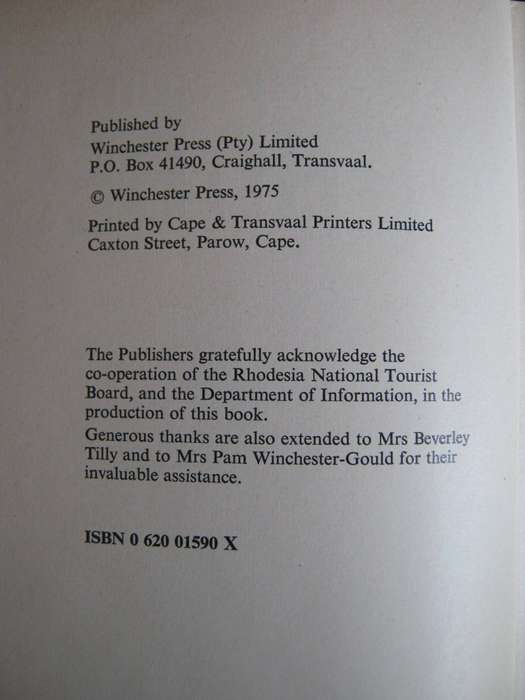 Published by
Winchester Press (Pty) Limited
P.O. Box 41490, Craighall, Transvaal.
© Winchester Press, 1975
Printed by Cape & Transvaal Printers Limited
Caxton Street, Parow, Cape.
The Publishers gratefully acknowledge the
co-operation of the Rhodesia National Tourist
Board, and the Department of Information, in the
production of this book.
Generous thanks are also extended to Mrs Beverley
Tilly and to Mrs Pam Winchester-Gould for their
invaluable assistance.
ISBN 0 620 01590 X